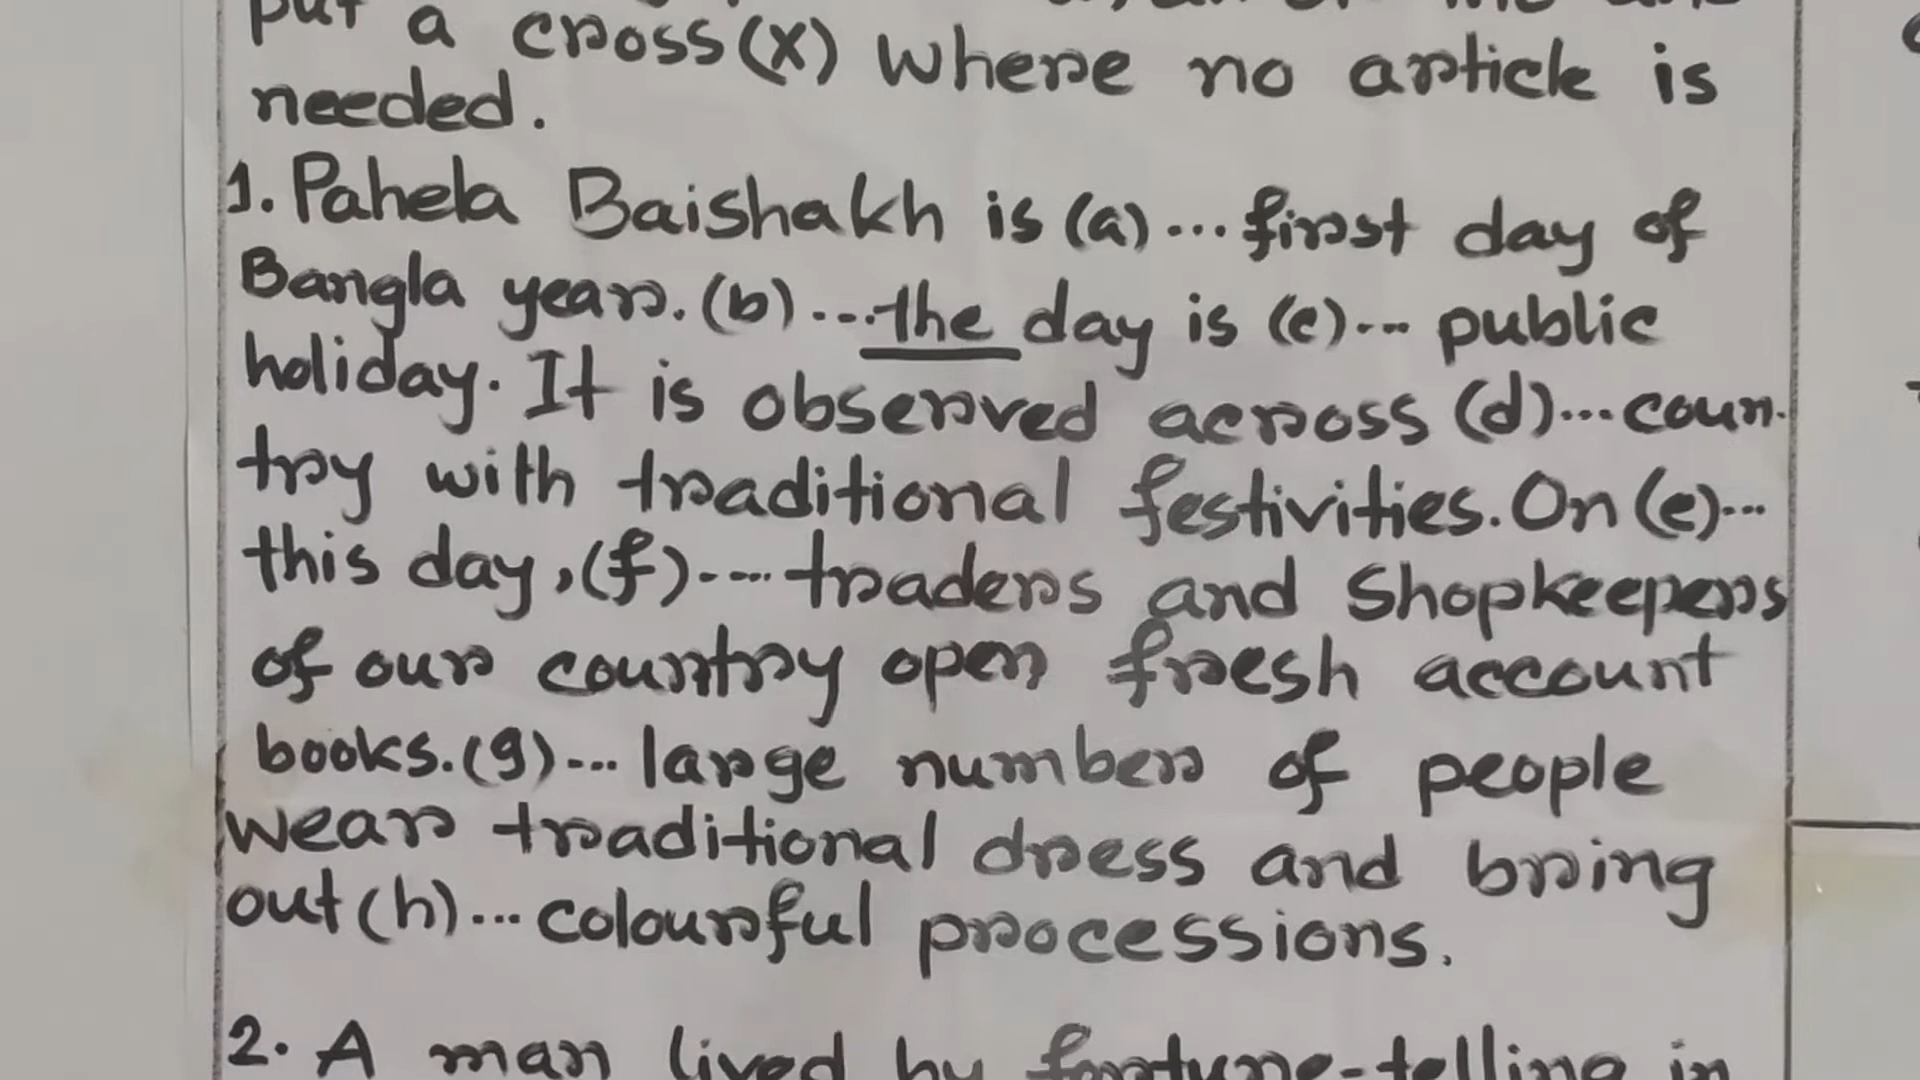 put a cross(x) where no article is
needed.
1. Pahela Baishakh is (a)... first day of
Bangla year. (b)...the day is (c)... public
holiday. It is observed across (d)...coun-
try with traditional festivities. On (e)...
this day, (f).... traders and Shopkeepers
of our country open fresh account
books. (g)... large number of people
wear traditional dress and bring
out (h)... colourful processions.
2. A man lived by fortune-telling in